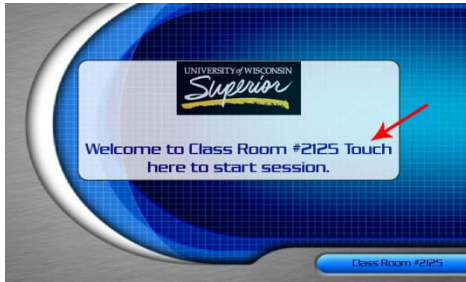 UNIVERSITY of WISCONSIN
Superior
Welcome to Class Room #2125 Touch
here to start session.
Class Room #2125